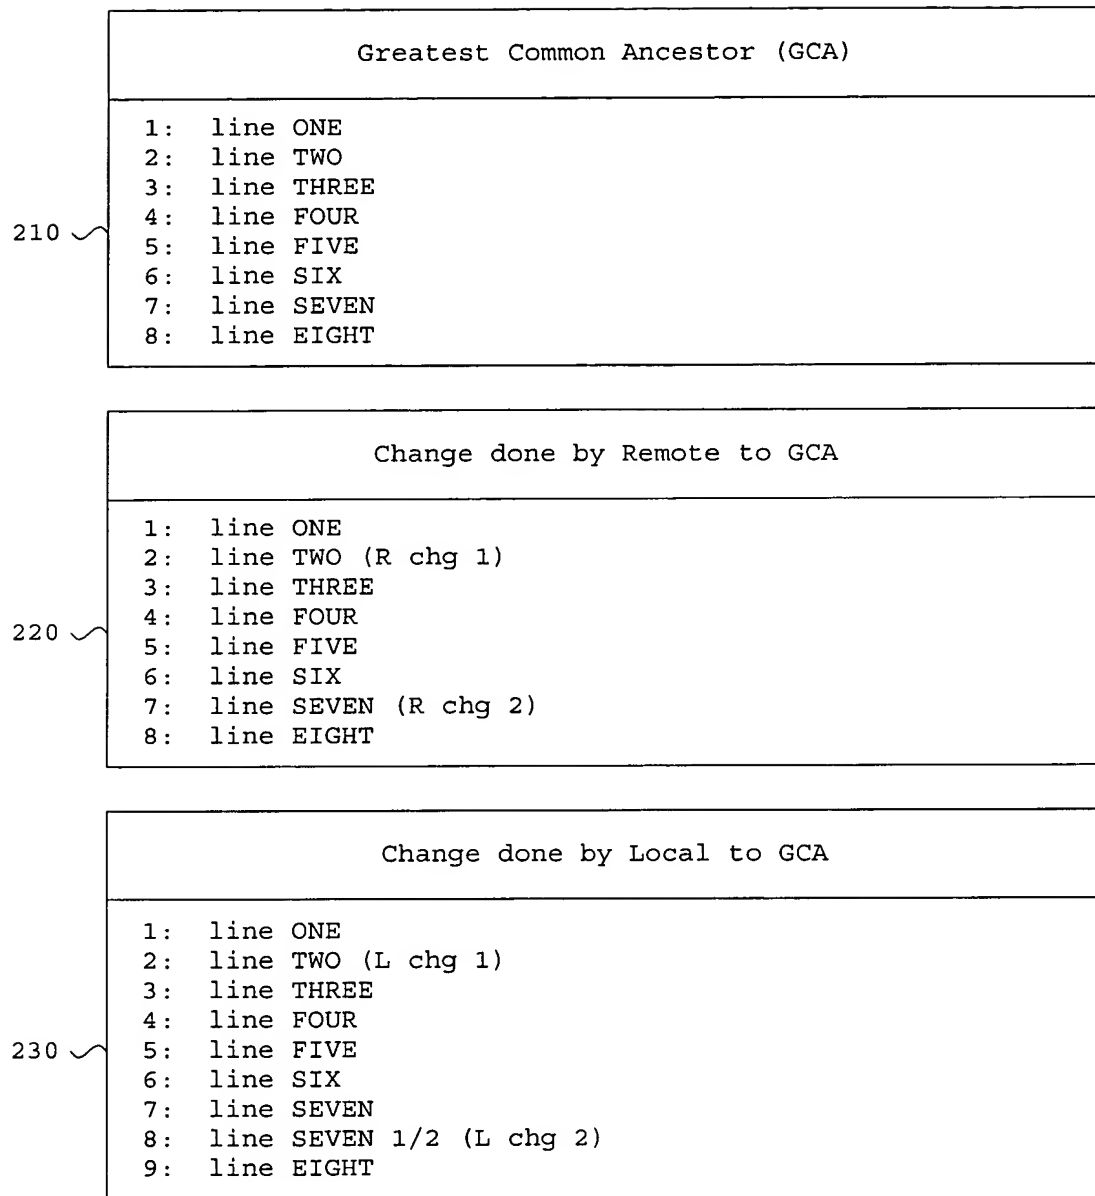 Greatest Common Ancestor (GCA)
1: line ONE
2: line TWO
3: line THREE
4: line FOUR
5: line FIVE
6: line SIX
7: line SEVEN
8: line EIGHT
210
Change done by Remote to GCA
1: line ONE
2: line TWO (R chg 1)
3: line THREE
4: line FOUR
5: line FIVE
6: line SIX
7: line SEVEN (R chg 2)
8: line EIGHT
220
Change done by Local to GCA
1: line ONE
2: line TWO (L chg 1)
3: line THREE
4: line FOUR
5: line FIVE
6: line SIX
7: line SEVEN
8: line SEVEN 1/2 (L chg 2)
9: line EIGHT
230